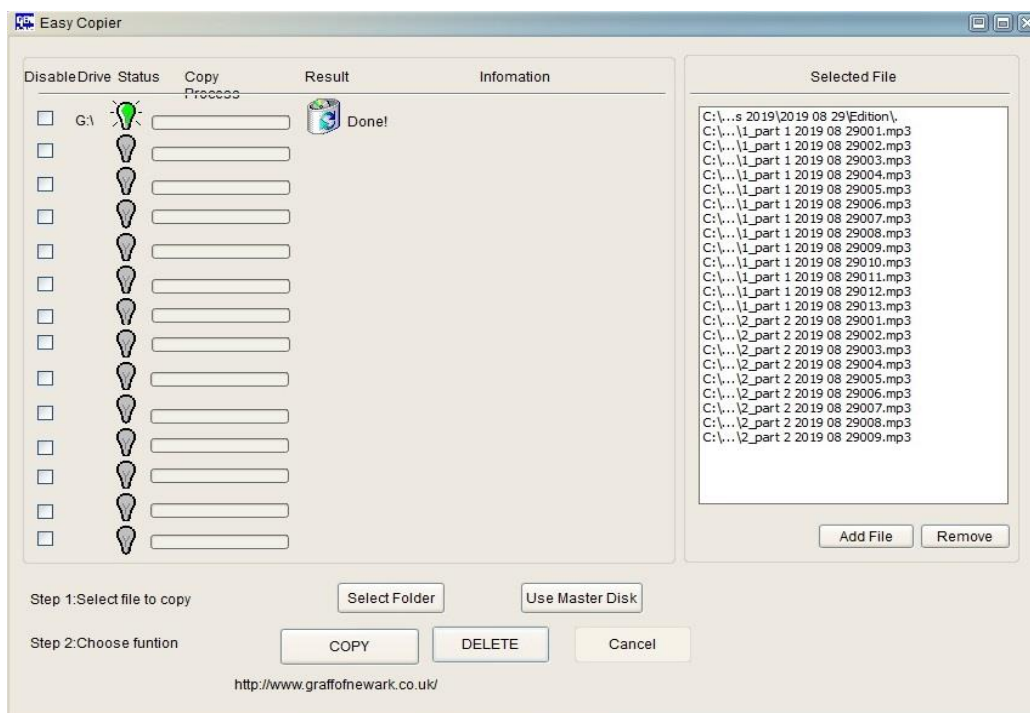 Easy Copier
Disable Drive Status Copy Process Result Infomation
G:\ Done!
Selected File
C:\...s 2019\2019 08 29\Edition\.
C:\...\1_part 1 2019 08 29001.mp3
C:\...\1_part 1 2019 08 29002.mp3
C:\...\1_part 1 2019 08 29003.mp3
C:\...\1_part 1 2019 08 29004.mp3
C:\...\1_part 1 2019 08 29005.mp3
C:\...\1_part 1 2019 08 29006.mp3
C:\...\1_part 1 2019 08 29007.mp3
C:\...\1_part 1 2019 08 29008.mp3
C:\...\1_part 1 2019 08 29009.mp3
C:\...\1_part 1 2019 08 29010.mp3
C:\...\1_part 1 2019 08 29011.mp3
C:\...\1_part 1 2019 08 29012.mp3
C:\...\1_part 1 2019 08 29013.mp3
C:\...\2_part 2 2019 08 29001.mp3
C:\...\2_part 2 2019 08 29002.mp3
C:\...\2_part 2 2019 08 29003.mp3
C:\...\2_part 2 2019 08 29004.mp3
C:\...\2_part 2 2019 08 29005.mp3
C:\...\2_part 2 2019 08 29006.mp3
C:\...\2_part 2 2019 08 29007.mp3
C:\...\2_part 2 2019 08 29008.mp3
C:\...\2_part 2 2019 08 29009.mp3
Add File Remove
Step 1:Select file to copy Select Folder Use Master Disk
Step 2:Choose funtion COPY DELETE Cancel
http://www.graffofnewark.co.uk/